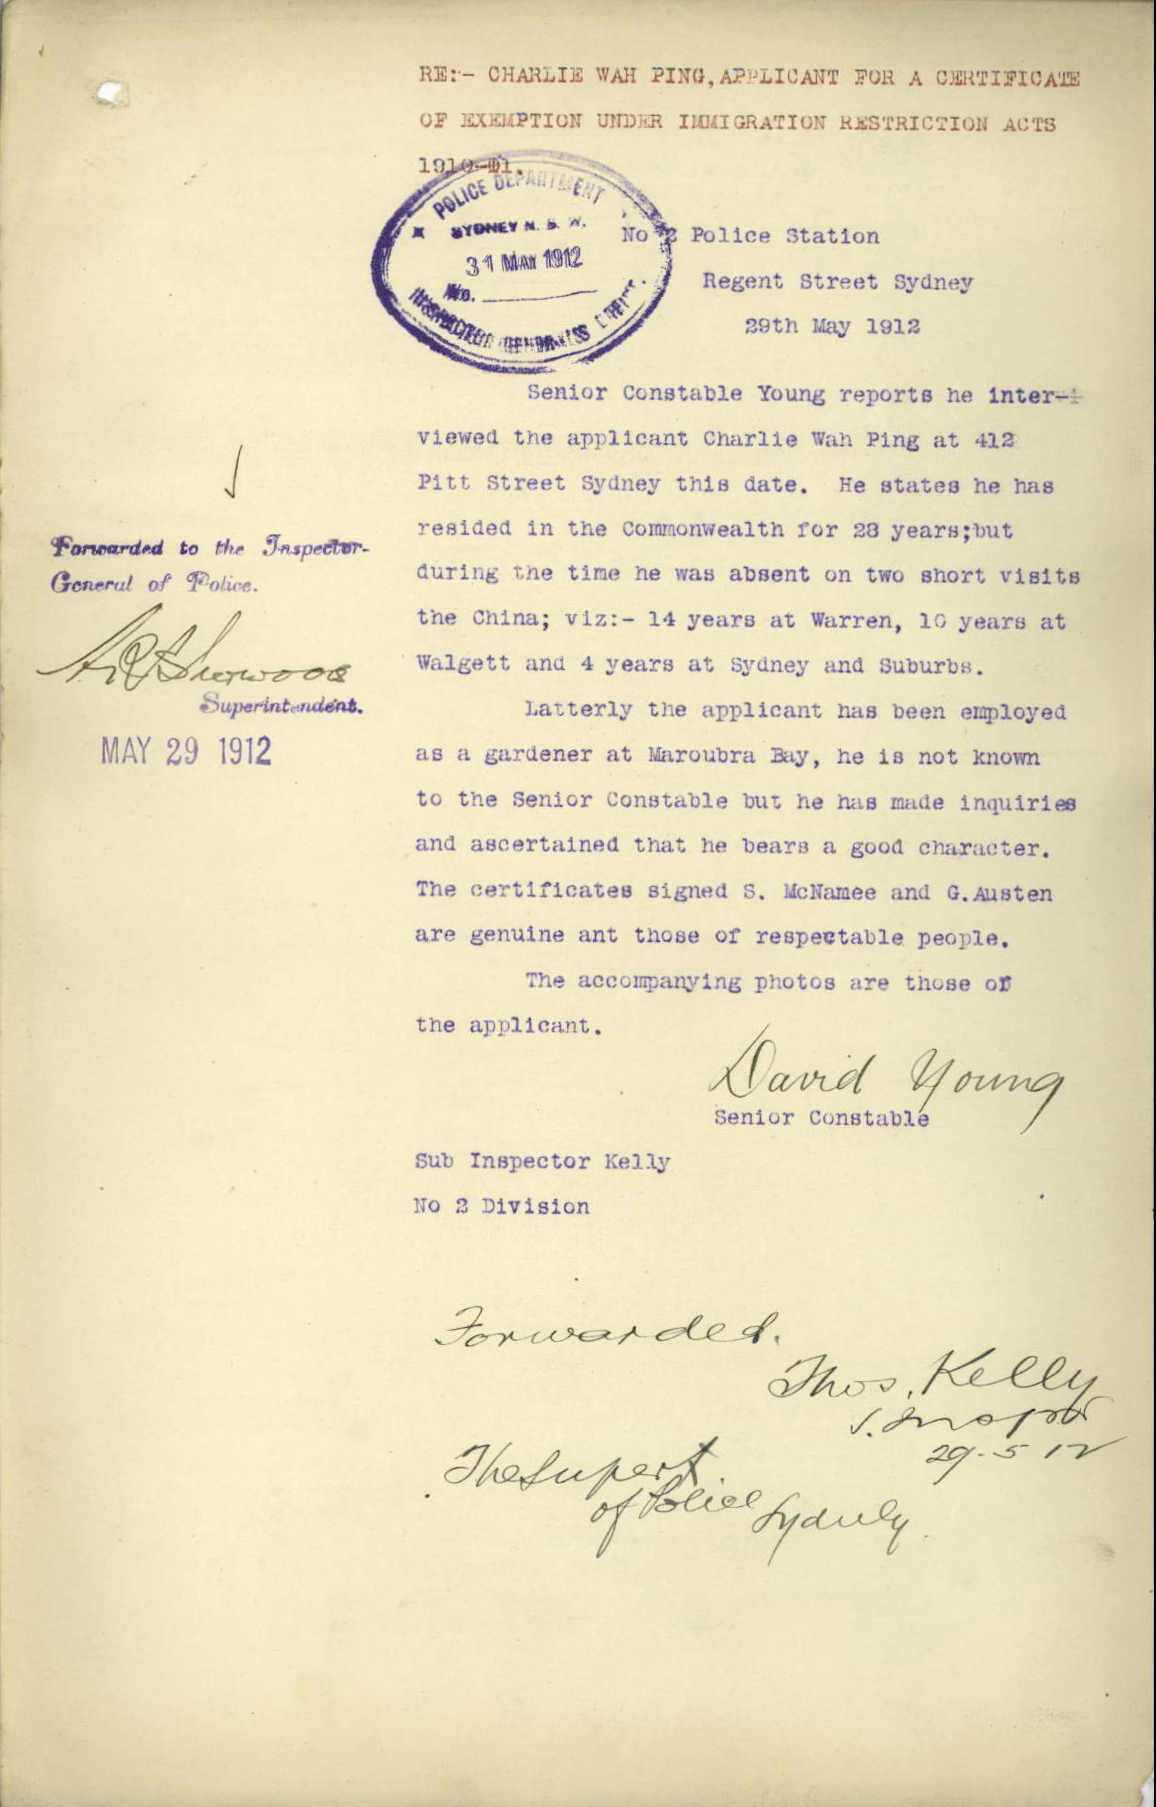 RE:- CHARLIE WAH PING, APPLICANT FOR A CERTIFICATE
OF EXEMPTION UNDER IMMIGRATION RESTRICTION ACTS
1910-11.
POLICE DEPARTMENT
SYDNEY N. S. W.
31 MAY 1912
No.
INSPECTOR GENERAL'S OFFICE.
No 2 Police Station
Regent Street Sydney
29th May 1912
Senior Constable Young reports he inter-
viewed the applicant Charlie Wah Ping at 412
Pitt Street Sydney this date. He states he has
resided in the Commonwealth for 28 years;but
during the time he was absent on two short visits
the China; viz:- 14 years at Warren, 10 years at
Walgett and 4 years at Sydney and Suburbs.
Latterly the applicant has been employed
as a gardener at Maroubra Bay, he is not known
to the Senior Constable but he has made inquiries
and ascertained that he bears a good character.
The certificates signed S. McNamee and G.Austen
are genuine ant those of respectable people.
The accompanying photos are those of
the applicant.
David Young
Senior Constable
Sub Inspector Kelly
No 2 Division
Forwarded to the Inspector-
General of Police.
Sherwood
Superintendent.
MAY 29 1912
Forwarded.
Thos. Kelly
S. Inspr
29-5 12
The Supert
of Police Sydney.